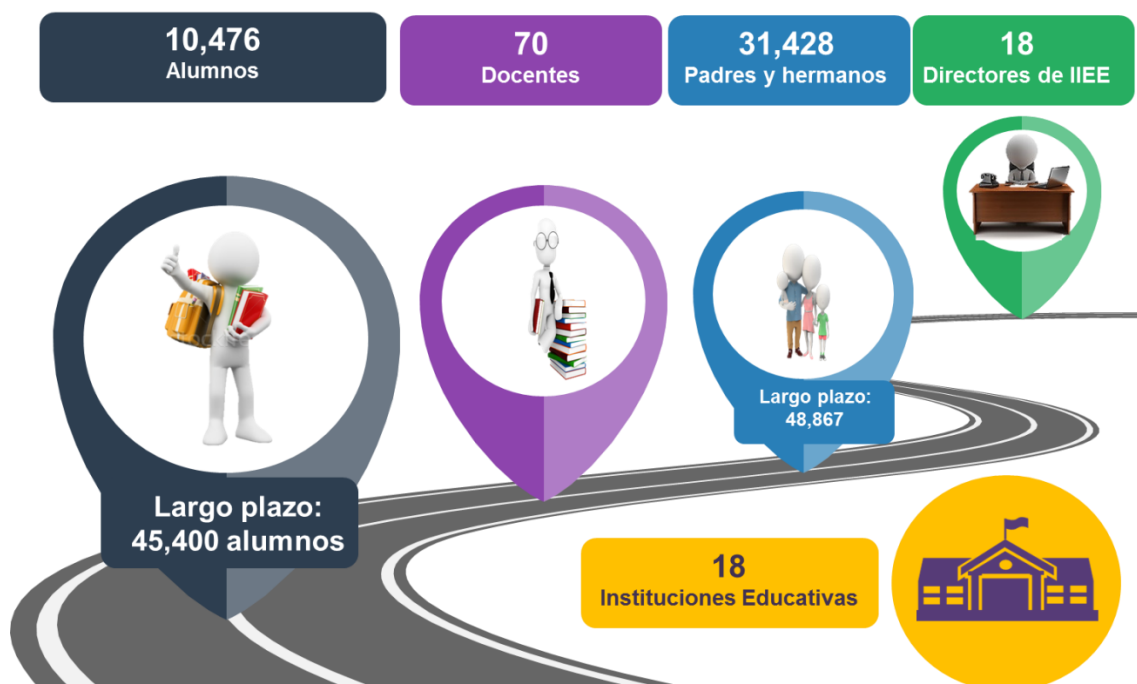 10,476
Alumnos
70
Docentes
31,428
Padres y hermanos
18
Directores de IIEE
Largo plazo:
48,867
Largo plazo:
45,400 alumnos
18
Instituciones Educativas